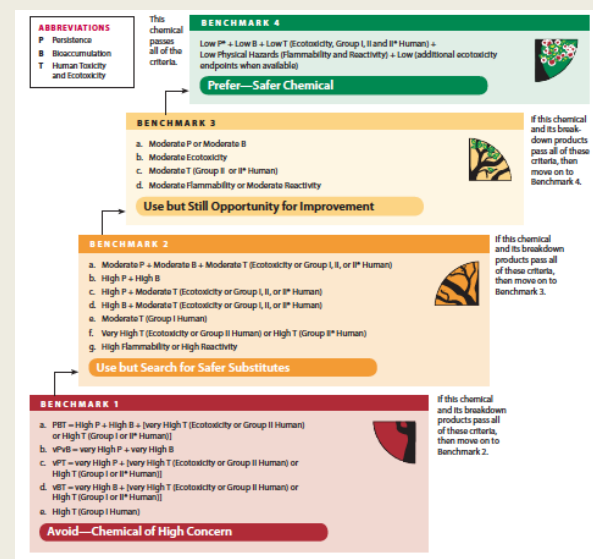 ABBREVIATIONS
P Persistence
B Bioaccumulation
T Human Toxicity
and Ecotoxicity
This
chemical
passes
all of the
criteria.
BENCHMARK 4
Low P* + Low B + Low T (Ecotoxicity, Group I, II and II* Human) +
Low Physical Hazards (Flammability and Reactivity) + Low (additional ecotoxicity
endpoints when available)
Prefer—Safer Chemical
BENCHMARK 3
a. Moderate P or Moderate B
b. Moderate Ecotoxicity
c. Moderate T (Group II or II* Human)
d. Moderate Flammability or Moderate Reactivity
Use but Still Opportunity for Improvement
If this chemical
and its break-
down products
pass all of these
criteria, then
move on to
Benchmark 4.
BENCHMARK 2
a. Moderate P + Moderate B + Moderate T (Ecotoxicity or Group I, II, or II* Human)
b. High P + High B
c. High P + Moderate T (Ecotoxicity or Group I, II, or II* Human)
d. High B + Moderate T (Ecotoxicity or Group I, II, or II* Human)
e. Moderate T (Group I Human)
f. Very High T (Ecotoxicity or Group II Human) or High T (Group II* Human)
g. High Flammability or High Reactivity
Use but Search for Safer Substitutes
If this chemical
and its breakdown
products pass all
of these criteria,
then move on to
Benchmark 3.
BENCHMARK 1
a. PBT = High P + High B + [very High T (Ecotoxicity or Group II Human)
or High T (Group I or II* Human)]
b. vPvB = very High P + very High B
c. vPT = very High P + [very High T (Ecotoxicity or Group II Human) or
High T (Group I or II* Human)]
d. vBT = very High B + [very High T (Ecotoxicity or Group II Human) or
High T (Group I or II* Human)]
e. High T (Group I Human)
Avoid—Chemical of High Concern
If this chemical
and its breakdown
products pass all
of these criteria,
then move on to
Benchmark 2.